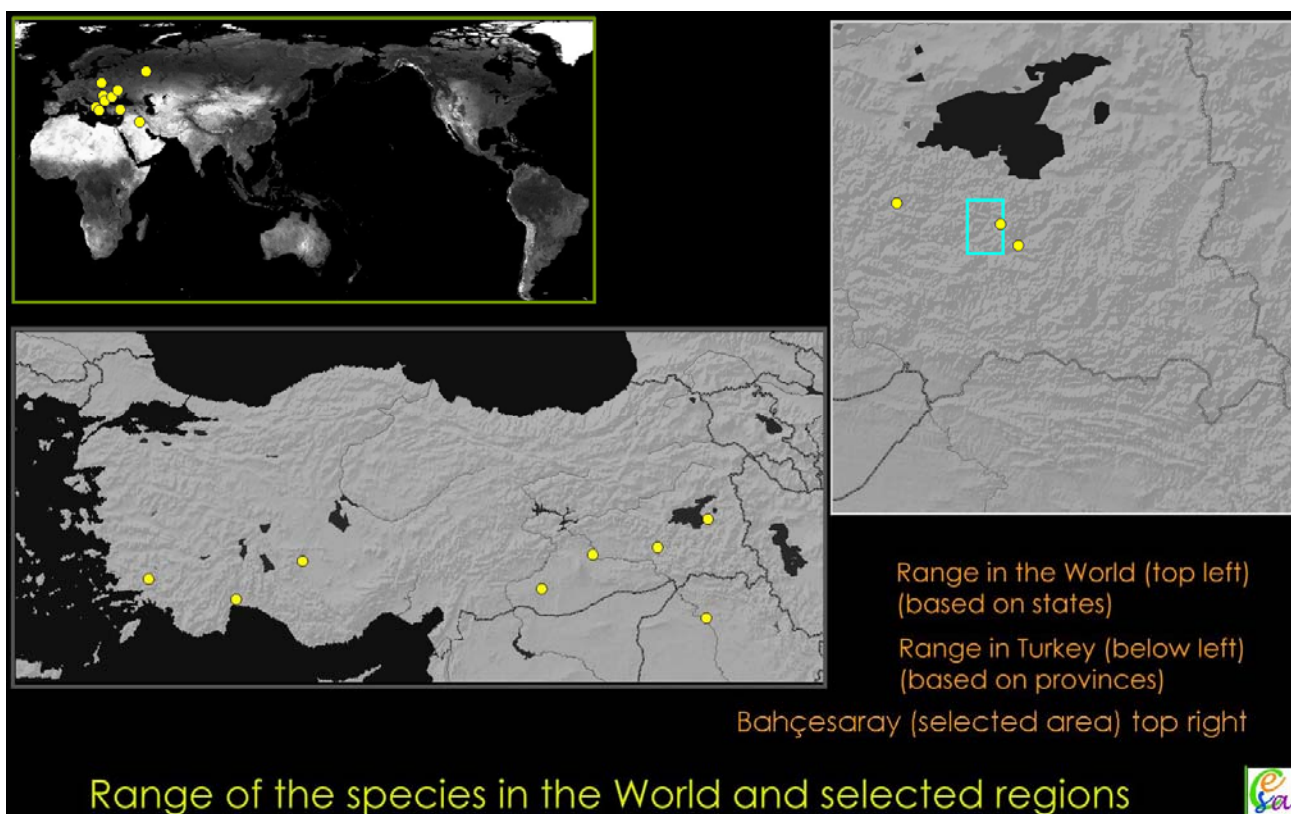 Range in the World (top left)
(based on states)
Range in Turkey (below left)
(based on provinces)
Bahçesaray (selected area) top right
Range of the species in the World and selected regions
Cesa